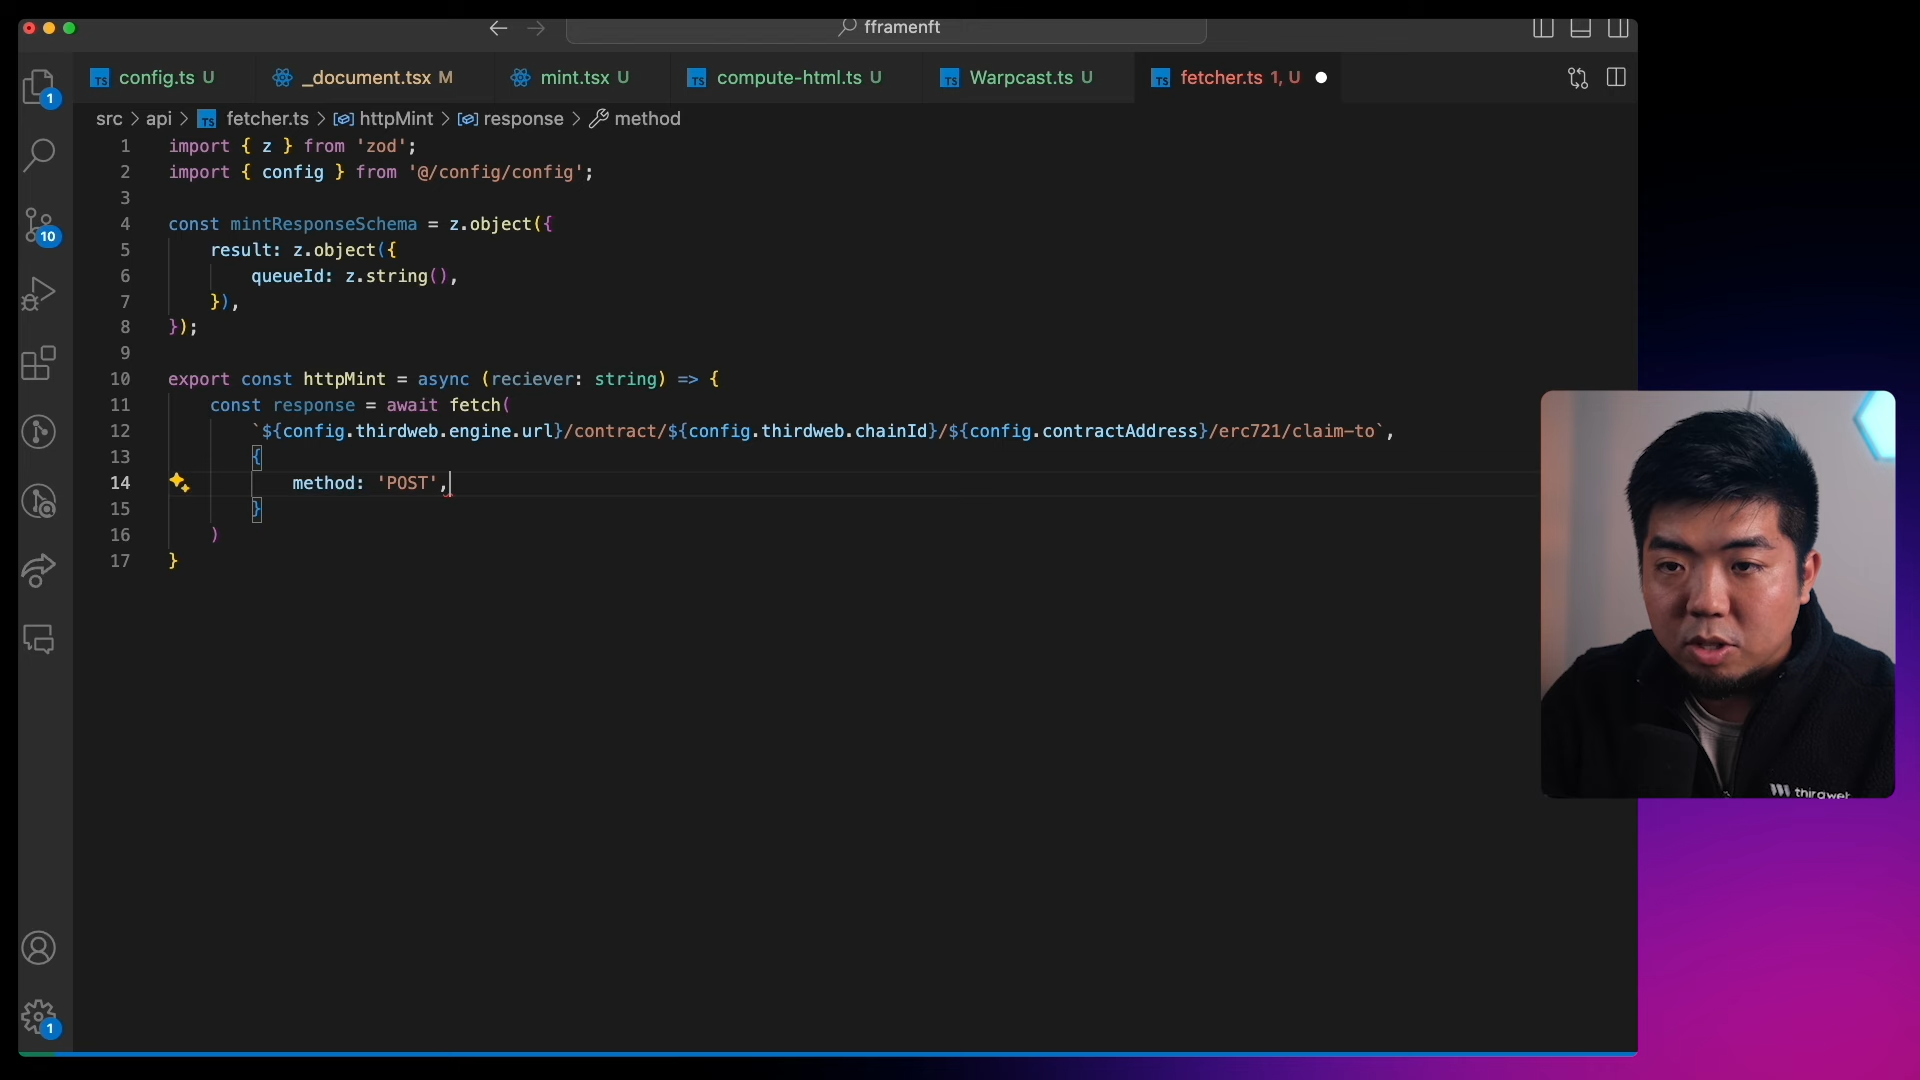 fframenft
config.ts U
_document.tsx M
mint.tsx U
compute-html.ts U
Warpcast.ts U
fetcher.ts 1, U
src > api > TS fetcher.ts > httpMint > response > method
1 import { z } from 'zod';
2 import { config } from '@/config/config';
3
4 const mintResponseSchema = z.object({
5 result: z.object({
6 queueId: z.string(),
7 }),
8 });
9
10 export const httpMint = async (reciever: string) => {
11 const response = await fetch(
12 `${config.thirdweb.engine.url}/contract/${config.thirdweb.chainId}/${config.contractAddress}/erc721/claim-to`,
13 {
14 method: 'POST',
15 }
16 )
17 }
1
10
1
thirdweb